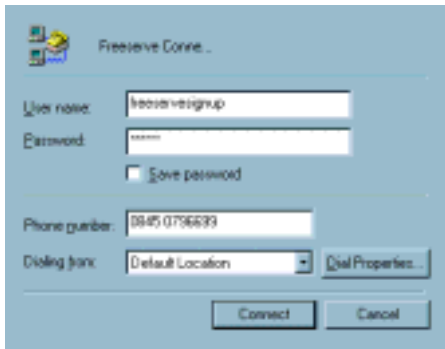 Freeserve Conne...
User name: freeservesignup
Password: ******
Save password
Phone number: 0845 0796699
Dialing from: Default Location Dial Properties...
Connect Cancel